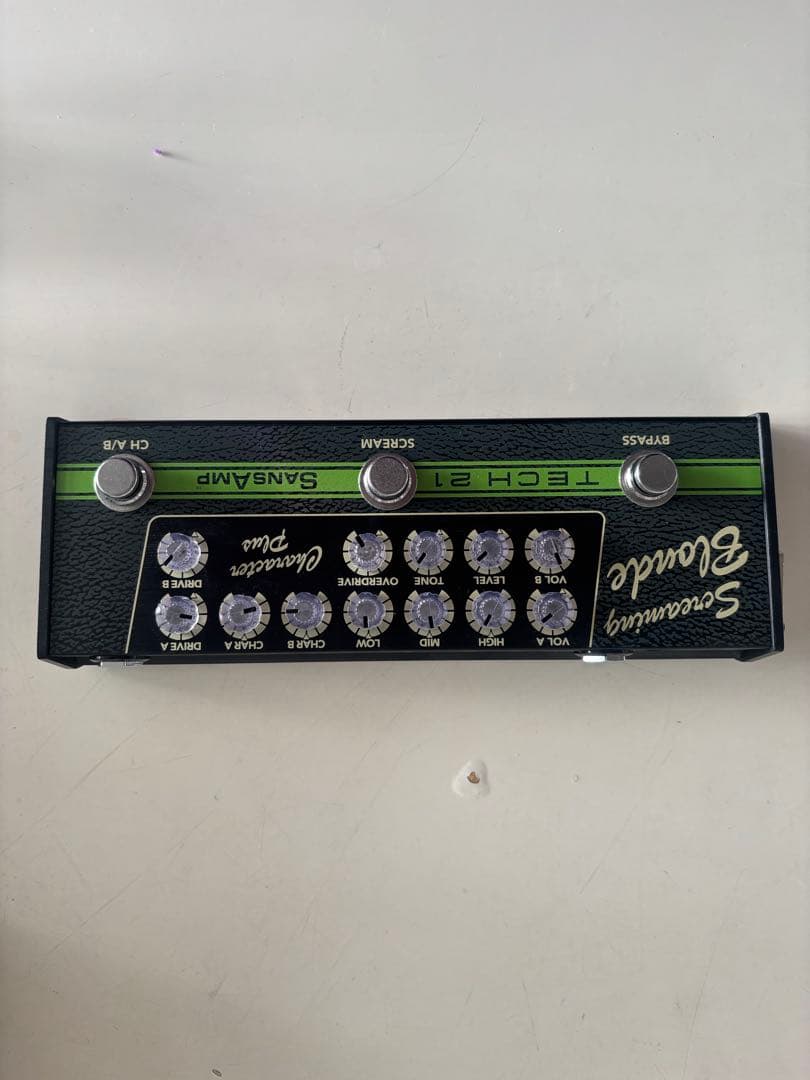 Screaming
Blonde
VOL A
HIGH
MID
LOW
CHAR B
CHAR A
DRIVE A
VOL B
LEVEL
TONE
OVERDRIVE
Character
Plus
DRIVE B
TECH 21
SANSAMP™
BYPASS
SCREAM
CH A/B